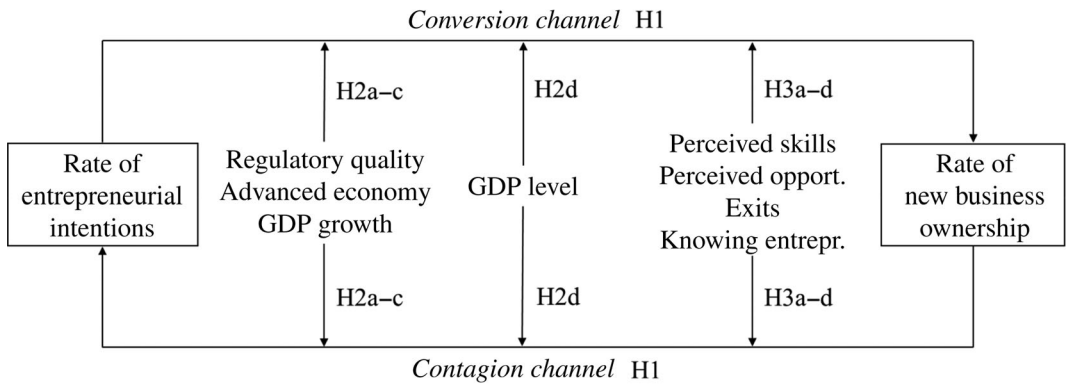 Conversion channel H1
H2a–c
H2d
H3a–d
Rate of
entrepreneurial
intentions
Regulatory quality
Advanced economy
GDP growth
GDP level
Perceived skills
Perceived opport.
Exits
Knowing entrepr.
Rate of
new business
ownership
H2a–c
H2d
H3a–d
Contagion channel H1